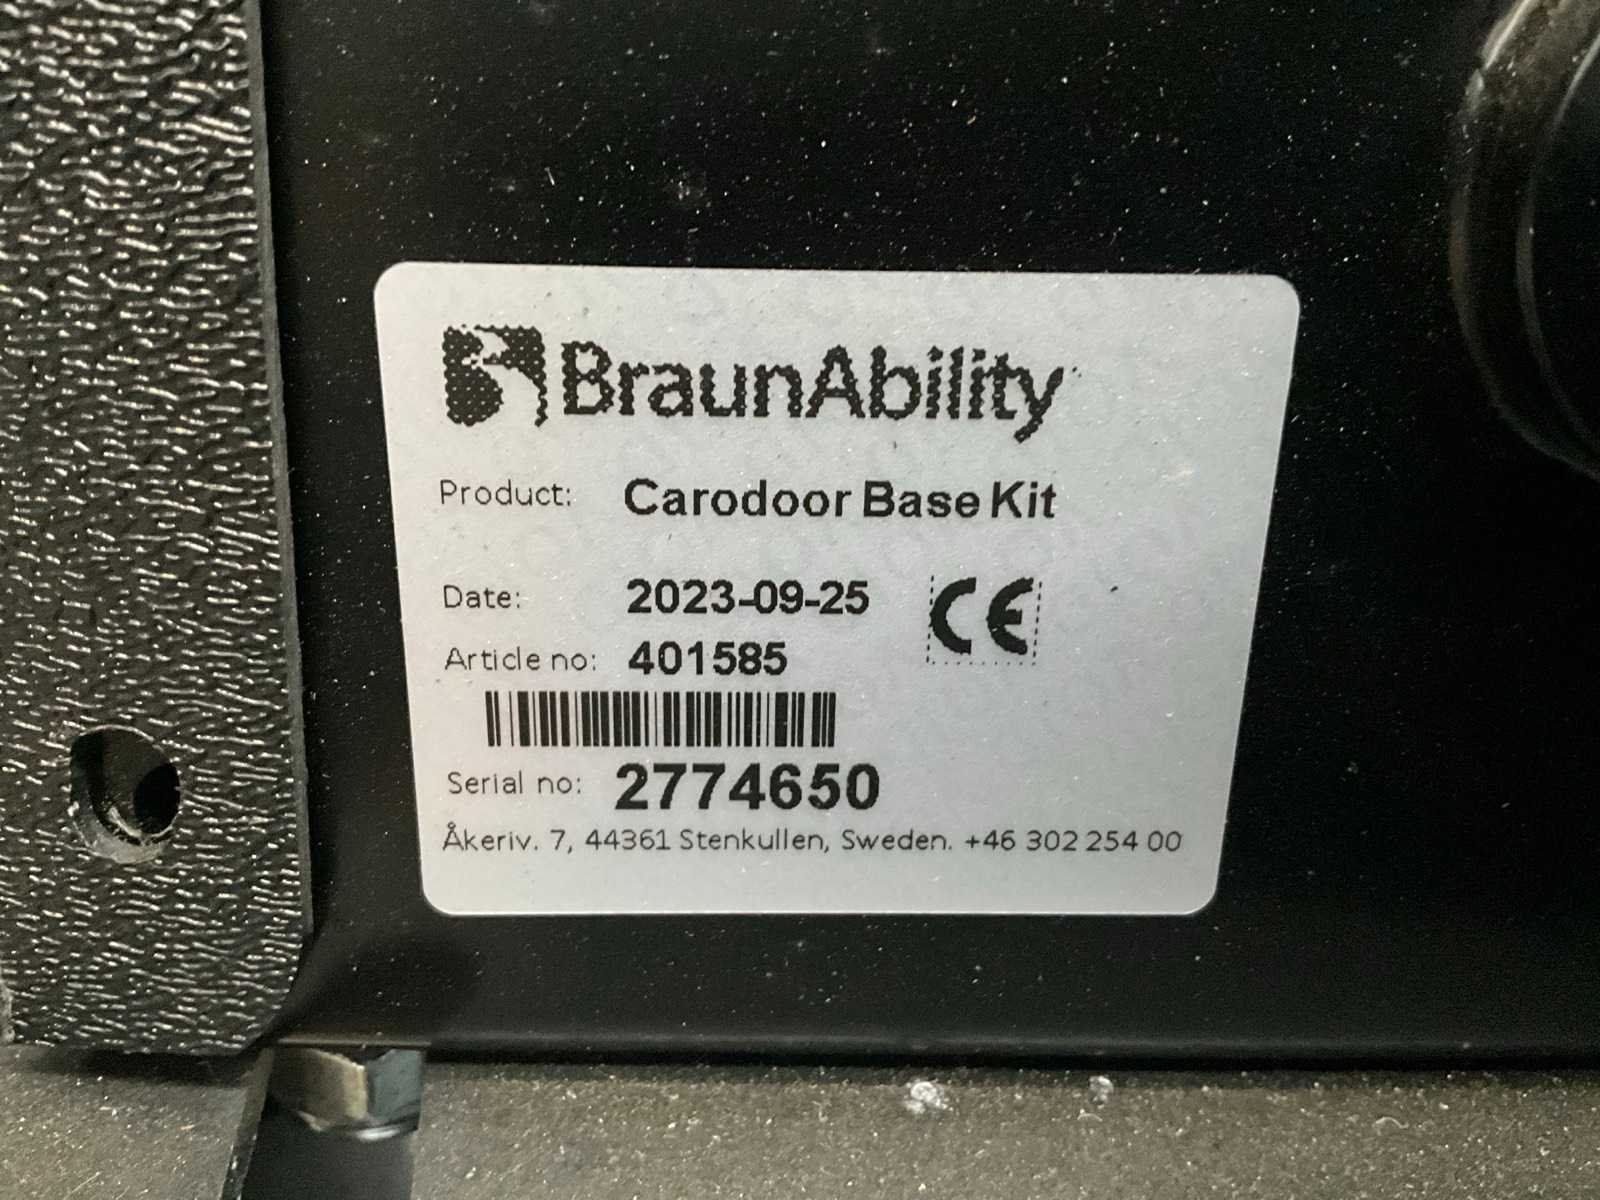 BraunAbility
Product: Carodoor Base Kit
Date: 2023-09-25
CE
Article no: 401585
Serial no: 2774650
Åkeriv. 7, 44361 Stenkullen, Sweden. +46 302 254 00